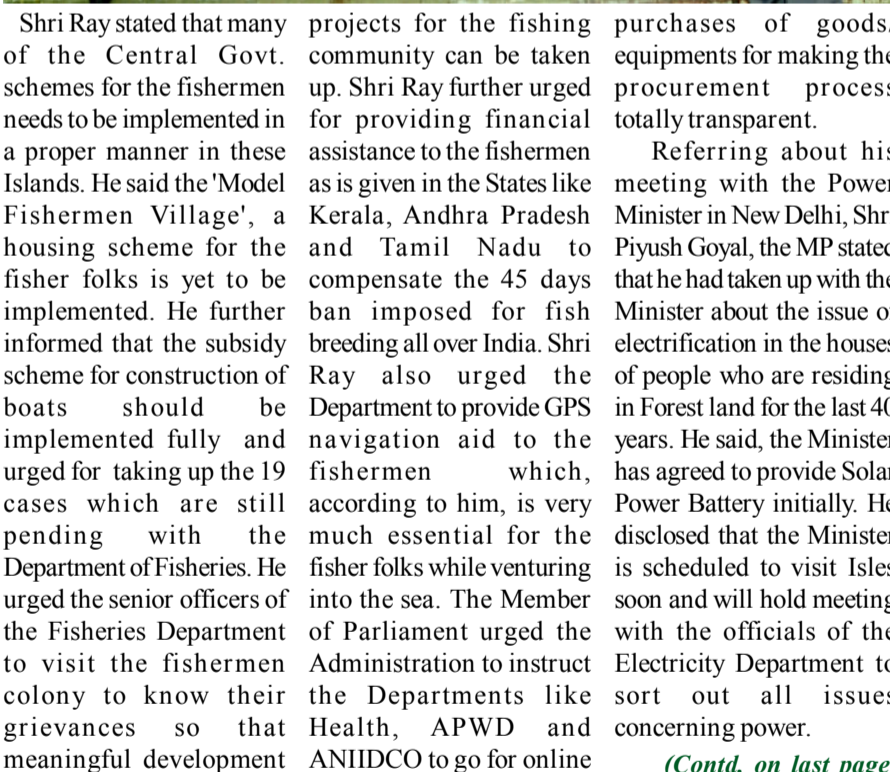 Shri Ray stated that many
of the Central Govt.
schemes for the fishermen
needs to be implemented in
a proper manner in these
Islands. He said the 'Model
Fishermen Village', a
housing scheme for the
fisher folks is yet to be
implemented. He further
informed that the subsidy
scheme for construction of
boats should be
implemented fully and
urged for taking up the 19
cases which are still
pending with the
Department of Fisheries. He
urged the senior officers of
the Fisheries Department
to visit the fishermen
colony to know their
grievances so that
meaningful development
projects for the fishing
community can be taken
up. Shri Ray further urged
for providing financial
assistance to the fishermen
as is given in the States like
Kerala, Andhra Pradesh
and Tamil Nadu to
compensate the 45 days
ban imposed for fish
breeding all over India. Shri
Ray also urged the
Department to provide GPS
navigation aid to the
fishermen which,
according to him, is very
much essential for the
fisher folks while venturing
into the sea. The Member
of Parliament urged the
Administration to instruct
the Departments like
Health, APWD and
ANIIDCO to go for online
purchases of goods,
equipments for making the
procurement process
totally transparent.
Referring about his
meeting with the Power
Minister in New Delhi, Shri
Piyush Goyal, the MP stated
that he had taken up with the
Minister about the issue of
electrification in the houses
of people who are residing
in Forest land for the last 40
years. He said, the Minister
has agreed to provide Solar
Power Battery initially. He
disclosed that the Minister
is scheduled to visit Isles
soon and will hold meeting
with the officials of the
Electricity Department to
sort out all issues
concerning power.
(Contd. on last page